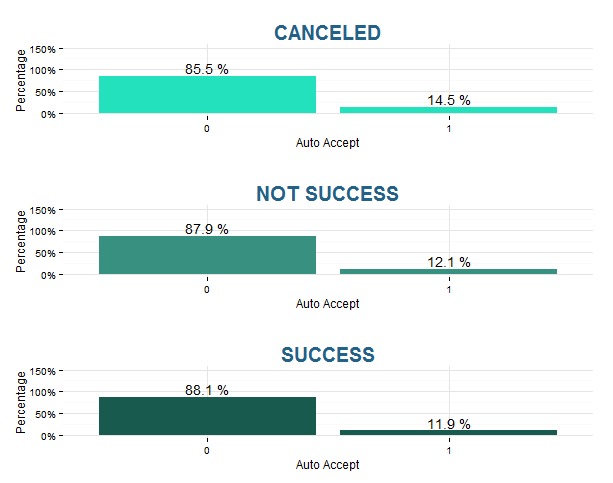 CANCELED
Percentage
150%
100%
50%
0%
85.5 %
14.5 %
0
1
Auto Accept
NOT SUCCESS
Percentage
150%
100%
50%
0%
87.9 %
12.1 %
0
1
Auto Accept
SUCCESS
Percentage
150%
100%
50%
0%
88.1 %
11.9 %
0
1
Auto Accept